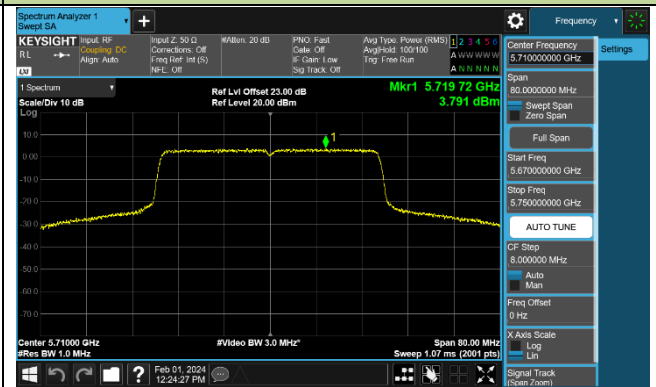 Spectrum Analyzer 1
Swept SA
Frequency
KEYSIGHT
RL
Input: RF
Coupling: DC
Align: Auto
Input Z: 50 Ω
Corrections: Off
Freq Ref: Int (S)
NFE: Off
#Atten: 20 dB
PNO: Fast
Gate: Off
IF Gain: Low
Sig Track: Off
Avg Type: Power (RMS)
Avg|Hold: 100/100
Trig: Free Run
1 2 3 4 5 6
A W W W W W
A N N N N N
LXI
1 Spectrum
Scale/Div 10 dB
Log
Ref Lvl Offset 23.00 dB
Ref Level 20.00 dBm
Mkr1 5.719 72 GHz
3.791 dBm
10.0
0.00
-10.0
-20.0
-30.0
-40.0
-50.0
-60.0
-70.0
1
Center 5.71000 GHz
#Res BW 1.0 MHz
#Video BW 3.0 MHz*
Span 80.00 MHz
Sweep 1.07 ms (2001 pts)
Feb 01, 2024
12:24:27 PM
Center Frequency
5.710000000 GHz
Settings
Span
80.0000000 MHz
Swept Span
Zero Span
Full Span
Start Freq
5.670000000 GHz
Stop Freq
5.750000000 GHz
AUTO TUNE
CF Step
8.000000 MHz
Auto
Man
Freq Offset
0 Hz
X Axis Scale
Log
Lin
Signal Track
(Span Zoom)